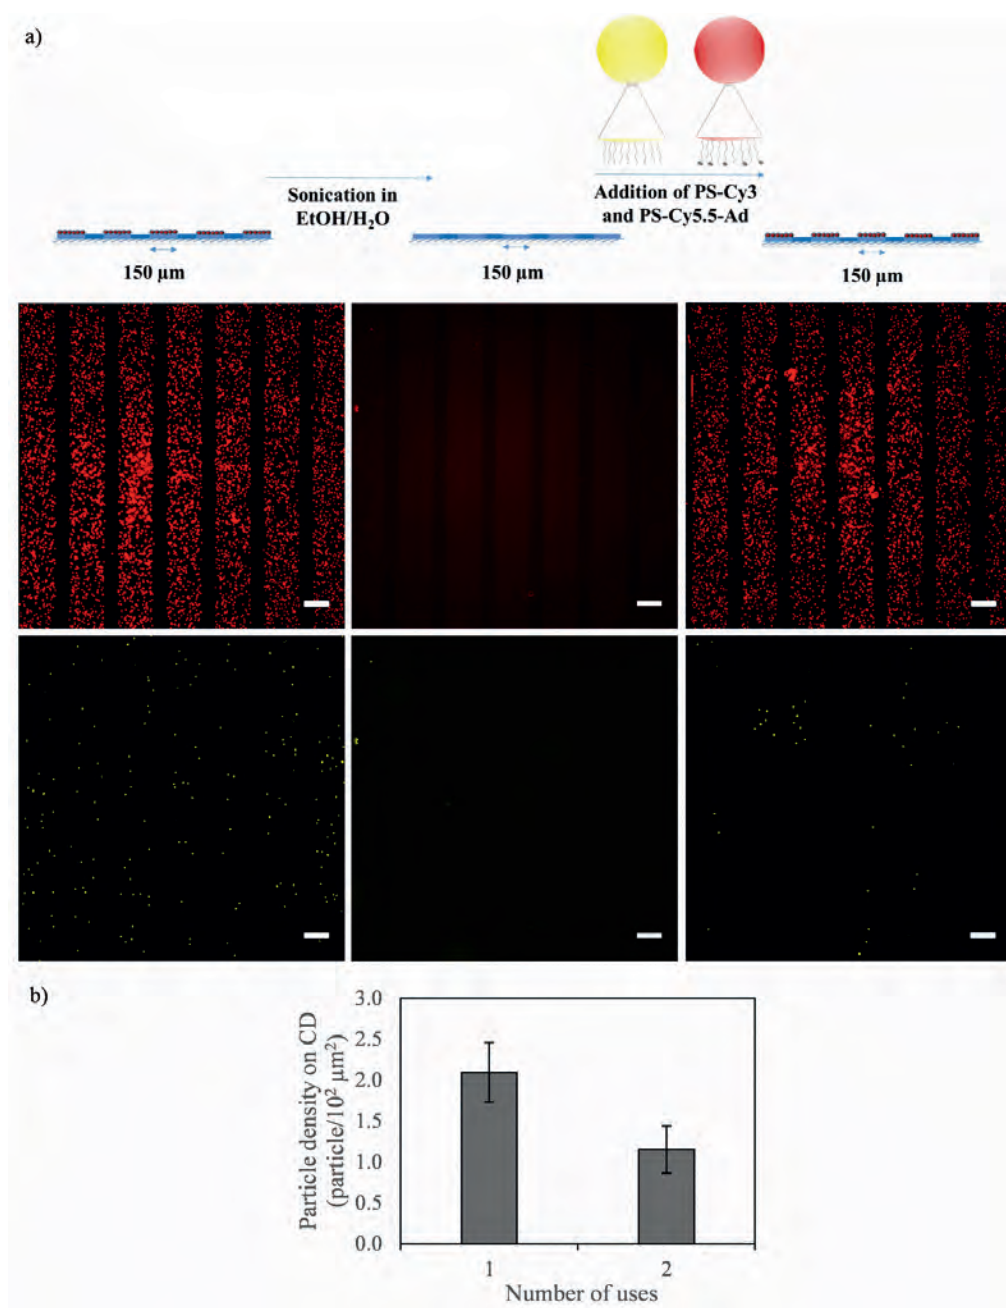 a)
Sonication in
EtOH/H₂O
Addition of PS-Cy3
and PS-Cy5.5-Ad
150 µm
150 µm
150 µm
b)
Particle density on CD
(particle/10² µm²)
3.0
2.5
2.0
1.5
1.0
0.5
0.0
1
2
Number of uses